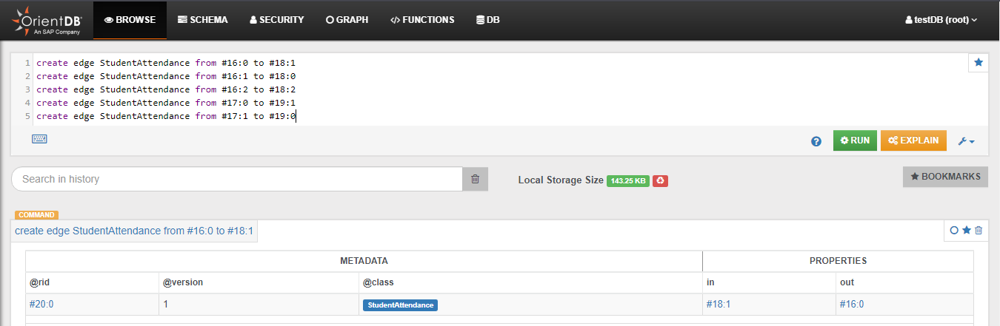 OrientDB®
An SAP Company
BROWSE
SCHEMA
SECURITY
GRAPH
FUNCTIONS
DB
testDB (root)
1 create edge StudentAttendance from #16:0 to #18:1
2 create edge StudentAttendance from #16:1 to #18:0
3 create edge StudentAttendance from #16:2 to #18:2
4 create edge StudentAttendance from #17:0 to #19:1
5 create edge StudentAttendance from #17:1 to #19:0
RUN
EXPLAIN
Search in history
Local Storage Size 143.25 KB
BOOKMARKS
COMMAND
create edge StudentAttendance from #16:0 to #18:1
METADATA PROPERTIES
@rid @version @class in out
#20:0 1 StudentAttendance #18:1 #16:0